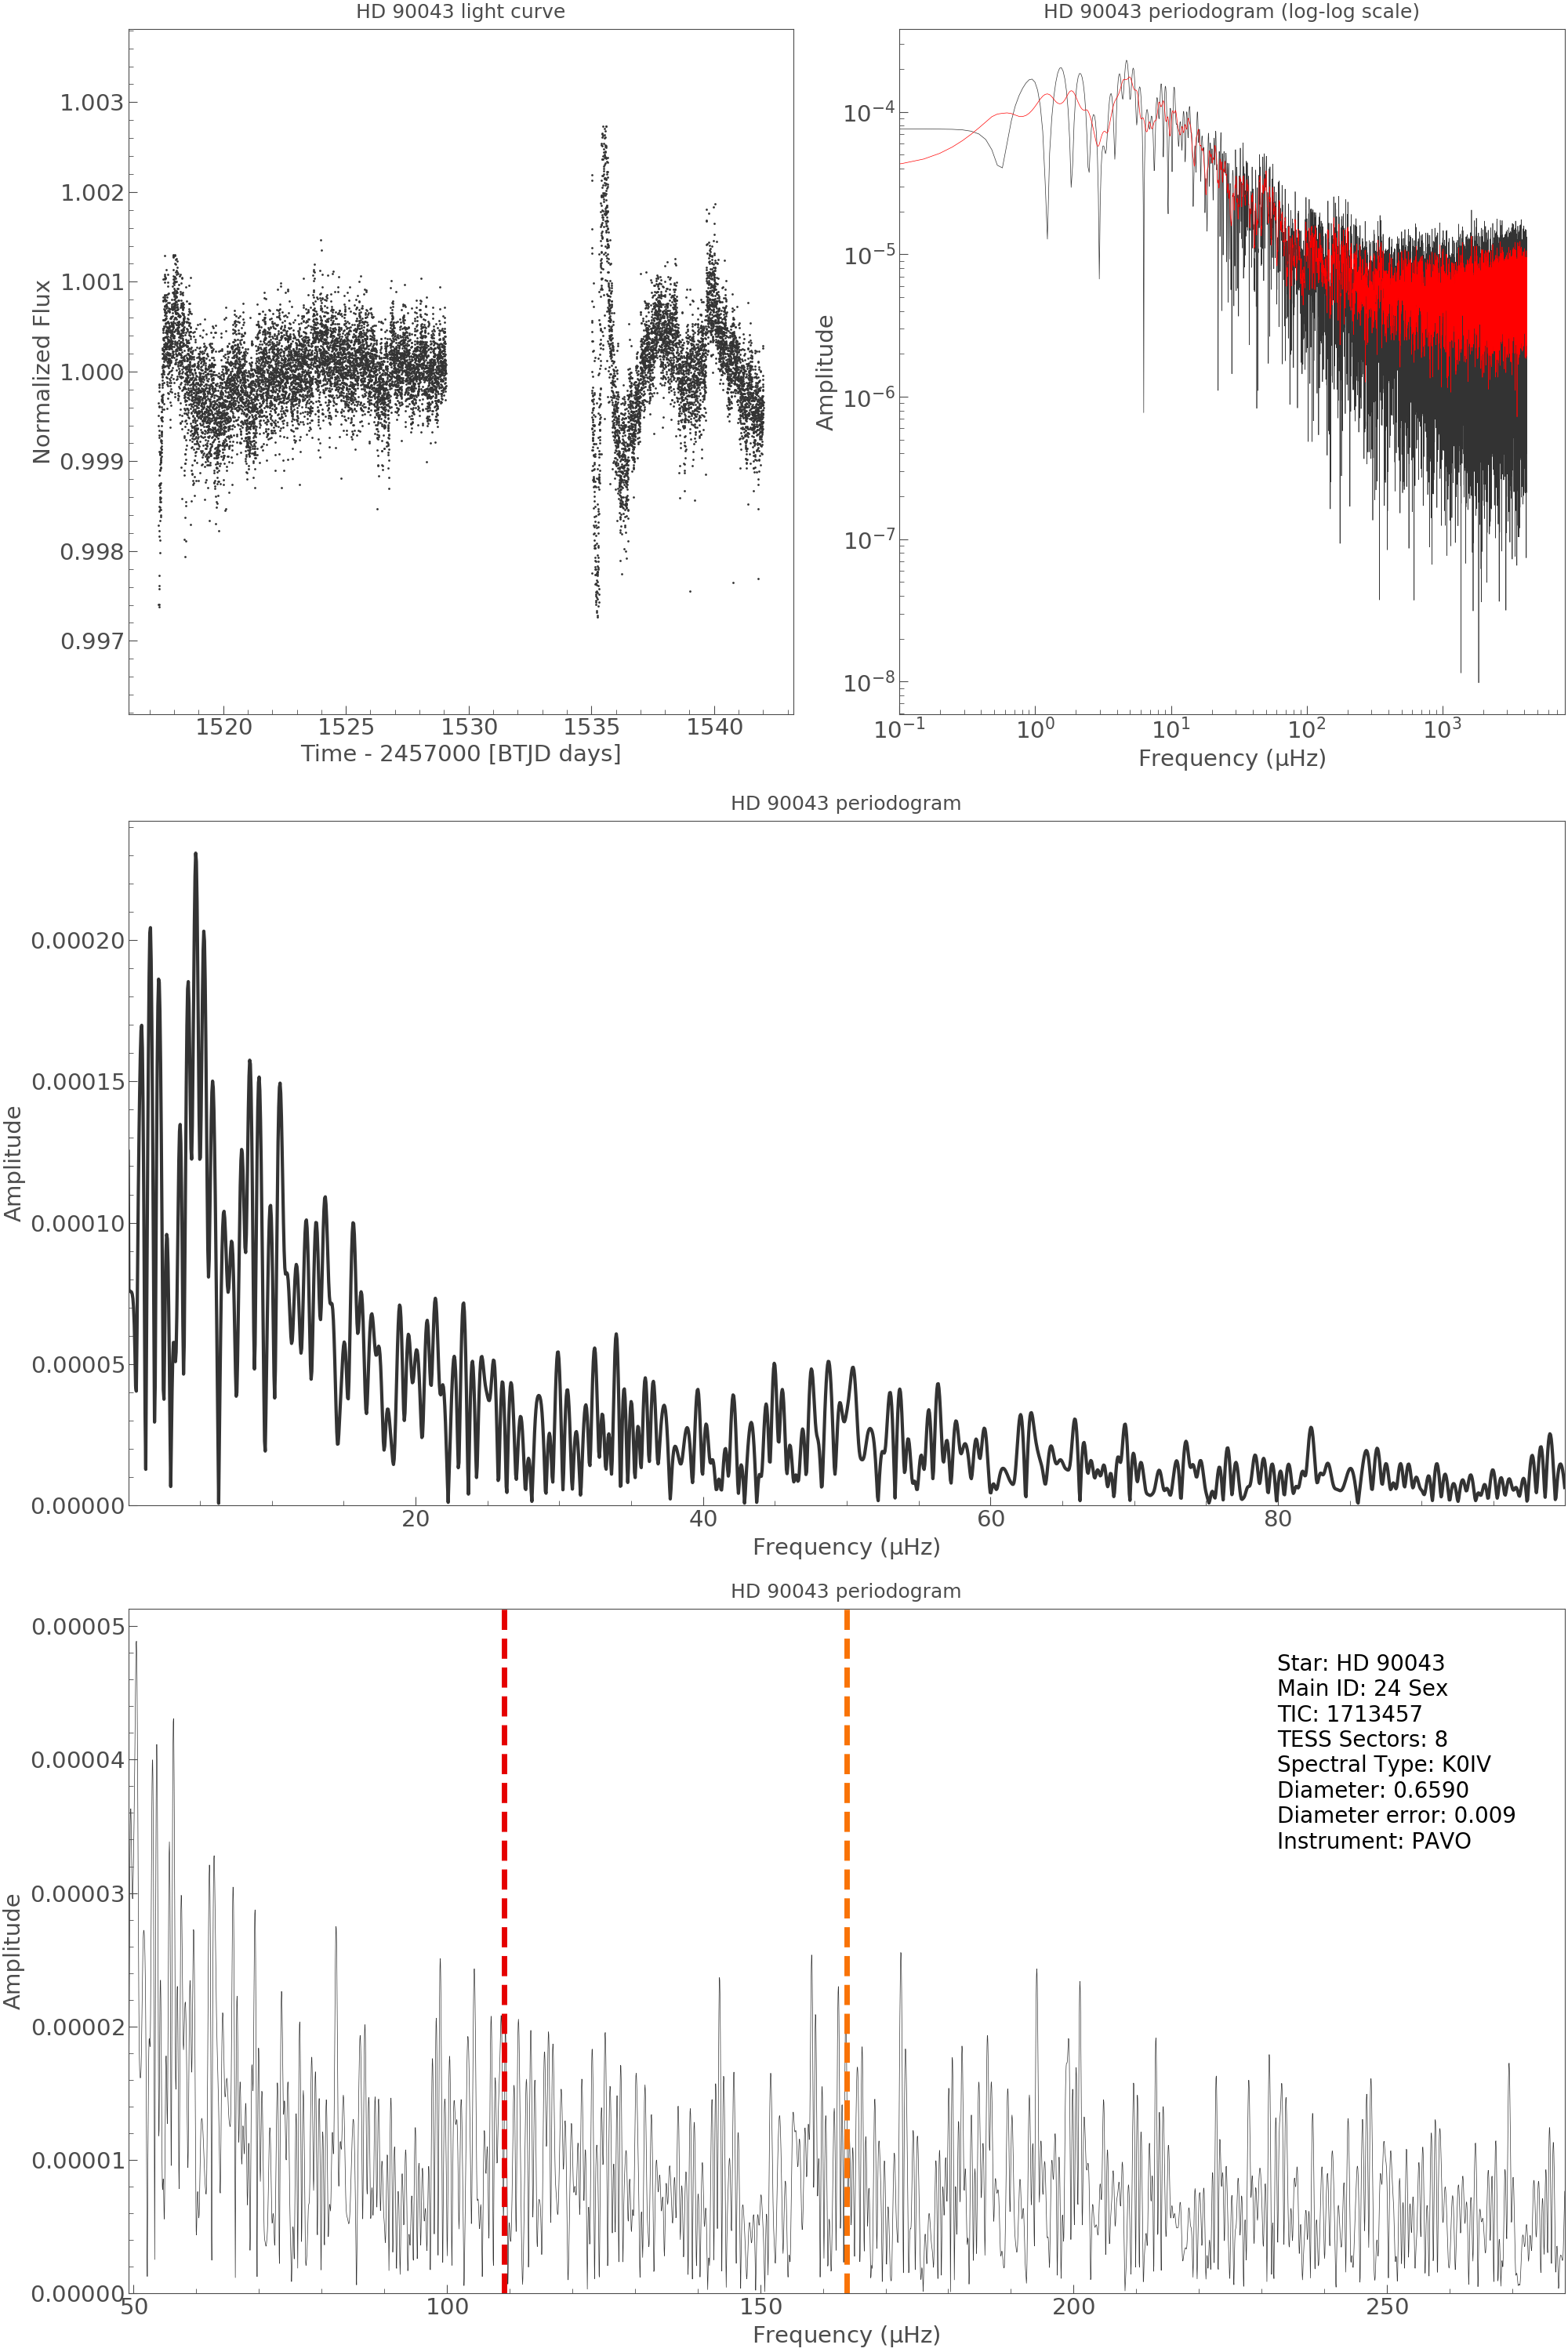 HD 90043 light curve
Normalized Flux
1.003
1.002
1.001
1.000
0.999
0.998
0.997
1520 1525 1530 1535 1540
Time - 2457000 [BTJD days]
HD 90043 periodogram (log-log scale)
Amplitude
10⁻⁴
10⁻⁵
10⁻⁶
10⁻⁷
10⁻⁸
10⁻¹ 10⁰ 10¹ 10² 10³
Frequency (μHz)
HD 90043 periodogram
Amplitude
0.00020
0.00015
0.00010
0.00005
0.00000
20 40 60 80
Frequency (μHz)
HD 90043 periodogram
Amplitude
0.00005
0.00004
0.00003
0.00002
0.00001
0.00000
50 100 150 200 250
Frequency (μHz)
Star: HD 90043
Main ID: 24 Sex
TIC: 1713457
TESS Sectors: 8
Spectral Type: K0IV
Diameter: 0.6590
Diameter error: 0.009
Instrument: PAVO